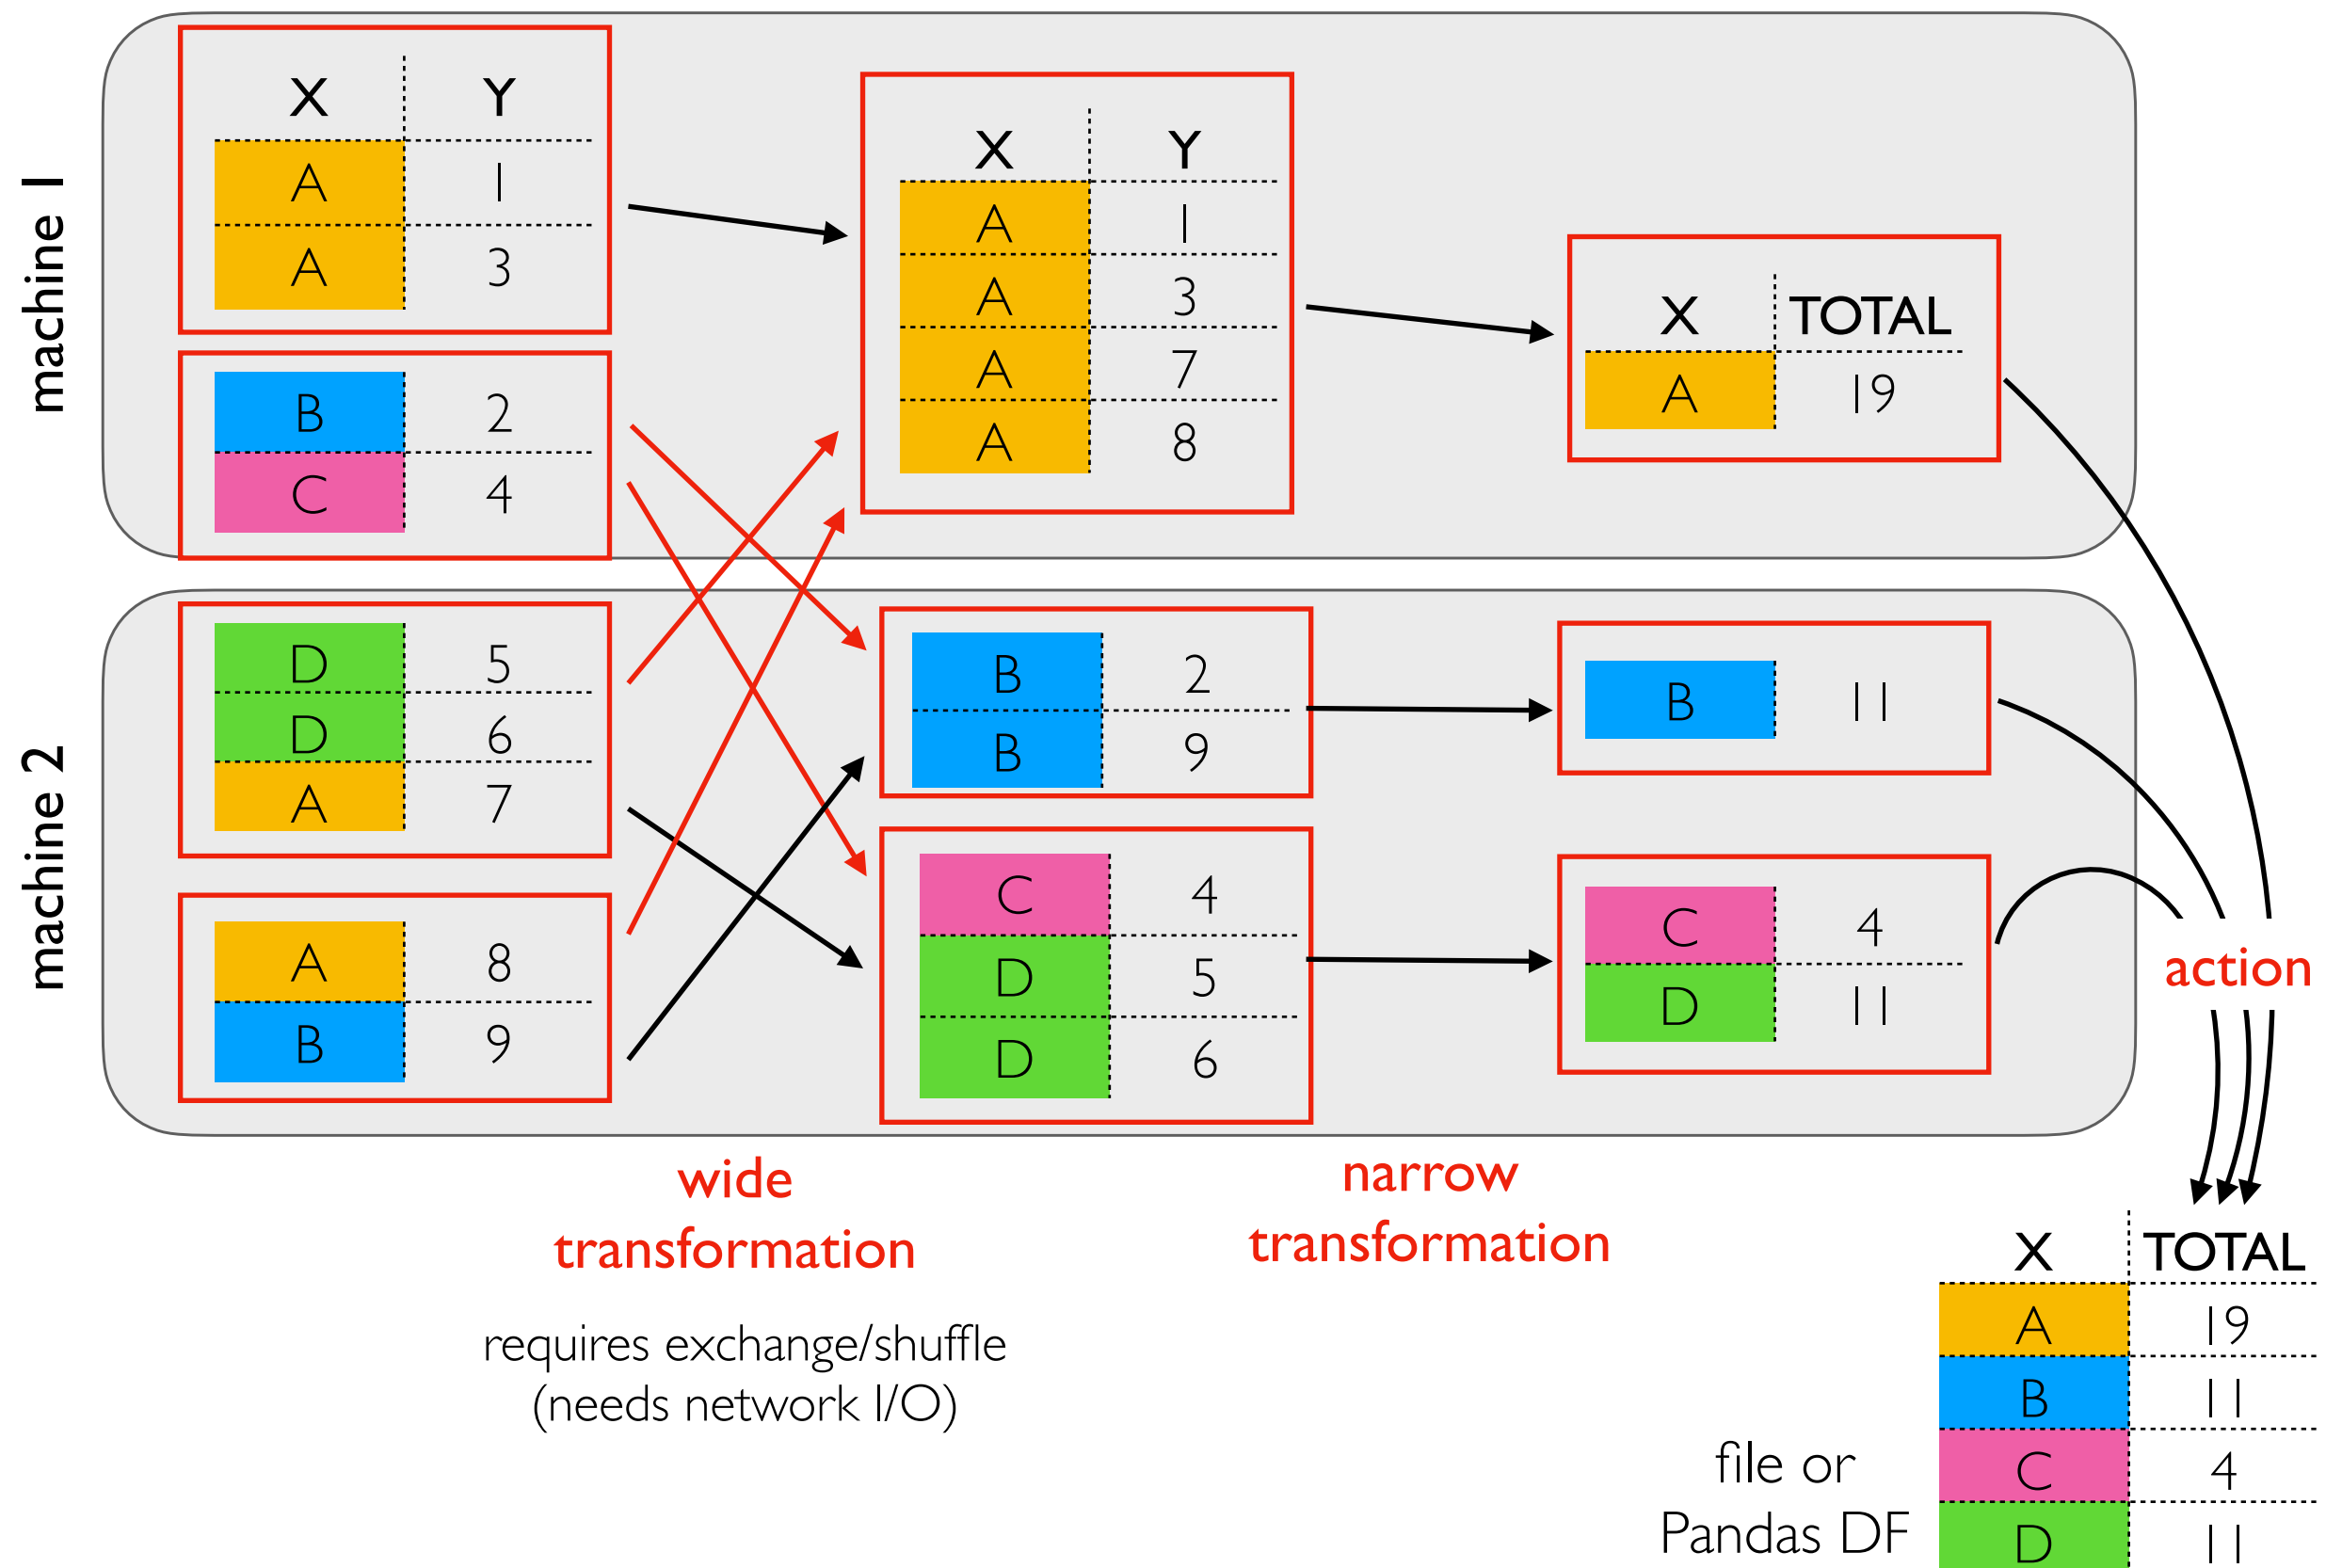 machine 1
X Y
A 1
A 3
B 2
C 4
X Y
A 1
A 3
A 7
A 8
X TOTAL
A 19
machine 2
D 5
D 6
A 7
A 8
B 9
B 2
B 9
C 4
D 5
D 6
B 11
C 4
D 11
action
wide
transformation
requires exchange/shuffle
(needs network I/O)
narrow
transformation
file or
Pandas DF
X TOTAL
A 19
B 11
C 4
D 11